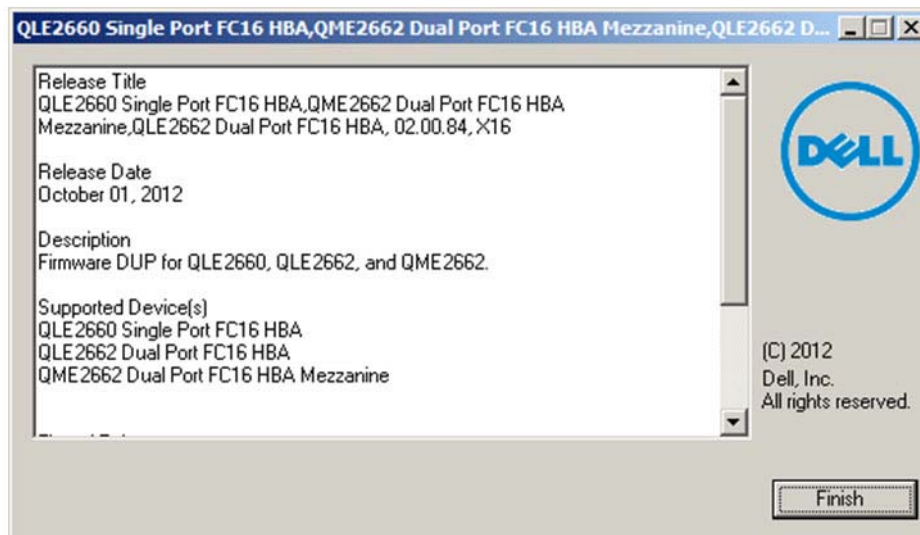 QLE2660 Single Port FC16 HBA,QME2662 Dual Port FC16 HBA Mezzanine,QLE2662 D...
Release Title
QLE2660 Single Port FC16 HBA,QME2662 Dual Port FC16 HBA
Mezzanine,QLE2662 Dual Port FC16 HBA, 02.00.84, X16
Release Date
October 01, 2012
Description
Firmware DUP for QLE2660, QLE2662, and QME2662.
Supported Device(s)
QLE2660 Single Port FC16 HBA
QLE2662 Dual Port FC16 HBA
QME2662 Dual Port FC16 HBA Mezzanine
DELL
(C) 2012
Dell, Inc.
All rights reserved.
Finish